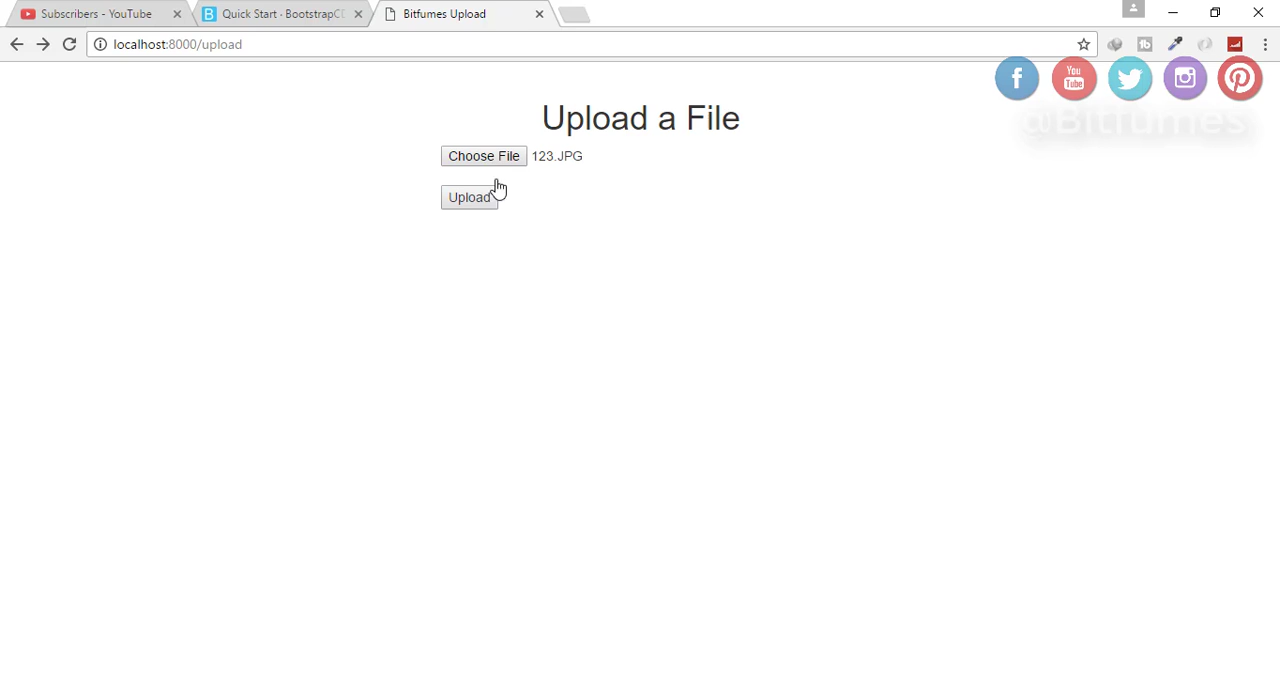 Subscribers - YouTube
Quick Start · BootstrapC
Bitfumes Upload
localhost:8000/upload
You
Tube
@Bitfumes
Upload a File
Choose File 123.JPG
Upload